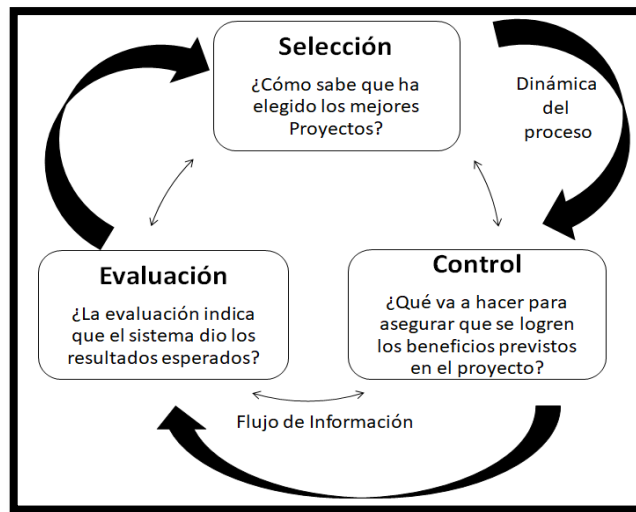 Selección
¿Cómo sabe que ha
elegido los mejores
Proyectos?
Dinámica
del
proceso
Evaluación
¿La evaluación indica
que el sistema dio los
resultados esperados?
Control
¿Qué va a hacer para
asegurar que se logren
los beneficios previstos
en el proyecto?
Flujo de Información